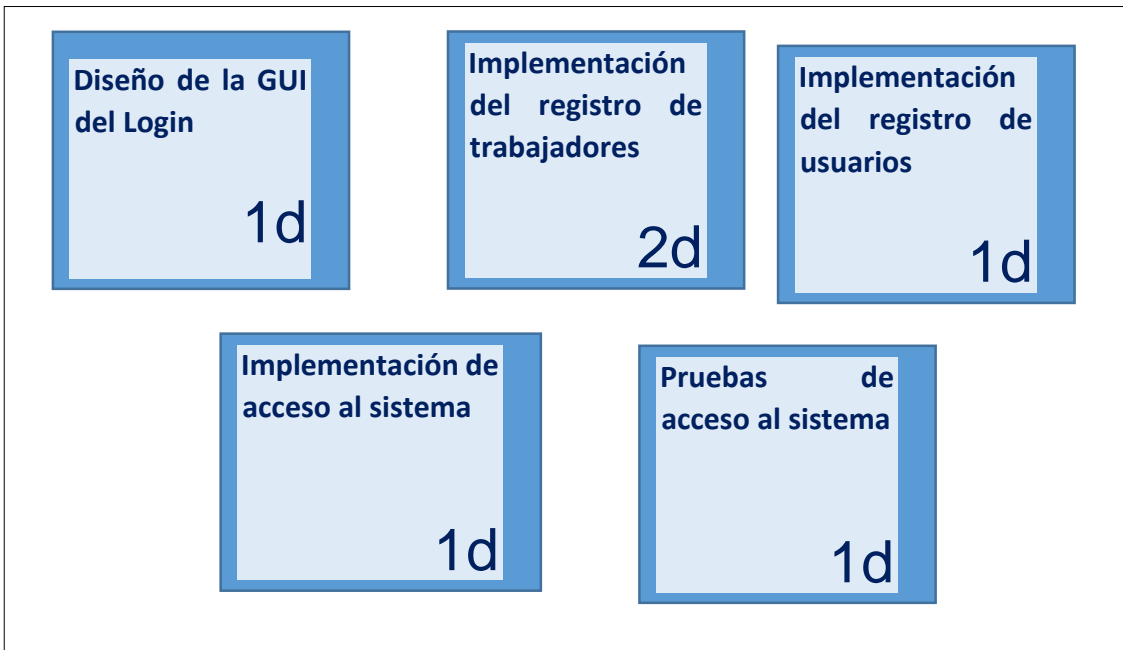 Diseño de la GUI
del Login
1d
Implementación
del registro de
trabajadores
2d
Implementación
del registro de
usuarios
1d
Implementación de
acceso al sistema
1d
Pruebas de
acceso al sistema
1d